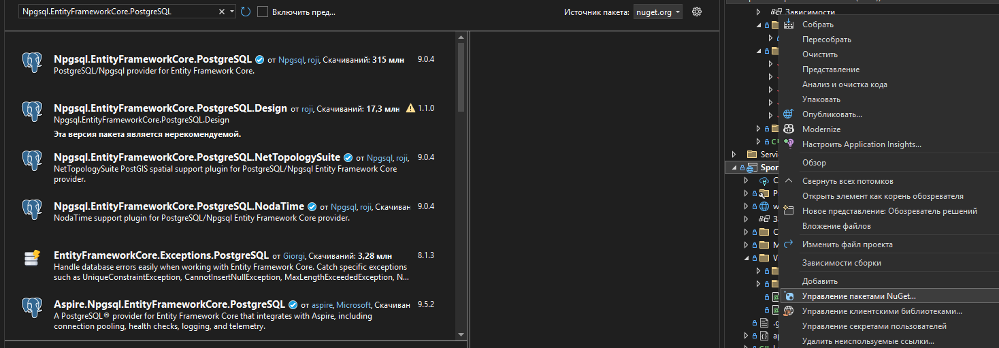 Npgsql.EntityFrameworkCore.PostgreSQL
Включить пред...
Источник пакета: nuget.org
Npgsql.EntityFrameworkCore.PostgreSQL от Npgsql, roji, Скачиваний: 315 млн 9.0.4
PostgreSQL/Npgsql provider for Entity Framework Core.
Npgsql.EntityFrameworkCore.PostgreSQL.Design от roji, Скачиваний: 17,3 млн 1.1.0
Npgsql.EntityFrameworkCore.PostgreSQL.Design
Эта версия пакета является нерекомендуемой.
Npgsql.EntityFrameworkCore.PostgreSQL.NetTopologySuite от Npgsql, roji, 9.0.4
NetTopologySuite PostGIS spatial support plugin for PostgreSQL/Npgsql Entity Framework Core
provider.
Npgsql.EntityFrameworkCore.PostgreSQL.NodaTime от Npgsql, roji, Скачиван 9.0.4
NodaTime support plugin for PostgreSQL/Npgsql Entity Framework Core provider.
EntityFrameworkCore.Exceptions.PostgreSQL от Giorgi, Скачиваний: 3,28 млн 8.1.3
Handle database errors easily when working with Entity Framework Core. Catch specific exceptions
such as UniqueConstraintException, CannotInsertNullException, MaxLengthExceededException, N...
Aspire.Npgsql.EntityFrameworkCore.PostgreSQL от aspire, Microsoft, Скачиван 9.5.2
A PostgreSQL® provider for Entity Framework Core that integrates with Aspire, including
connection pooling, health checks, logging, and telemetry.
Зависимости
C#
Servi
Spor
C
P
w
За
C
M
V
.g
ap
Собрать
Пересобрать
Очистить
Представление
Анализ и очистка кода
Упаковать
Опубликовать...
Modernize
Настроить Application Insights...
Обзор
Свернуть всех потомков
Открыть элемент как корень обозревателя
Новое представление: Обозреватель решений
Вложение файлов
Изменить файл проекта
Зависимости сборки
Добавить
Управление пакетами NuGet...
Управление клиентскими библиотеками...
Управление секретами пользователей
Удалить неиспользуемые ссылки...